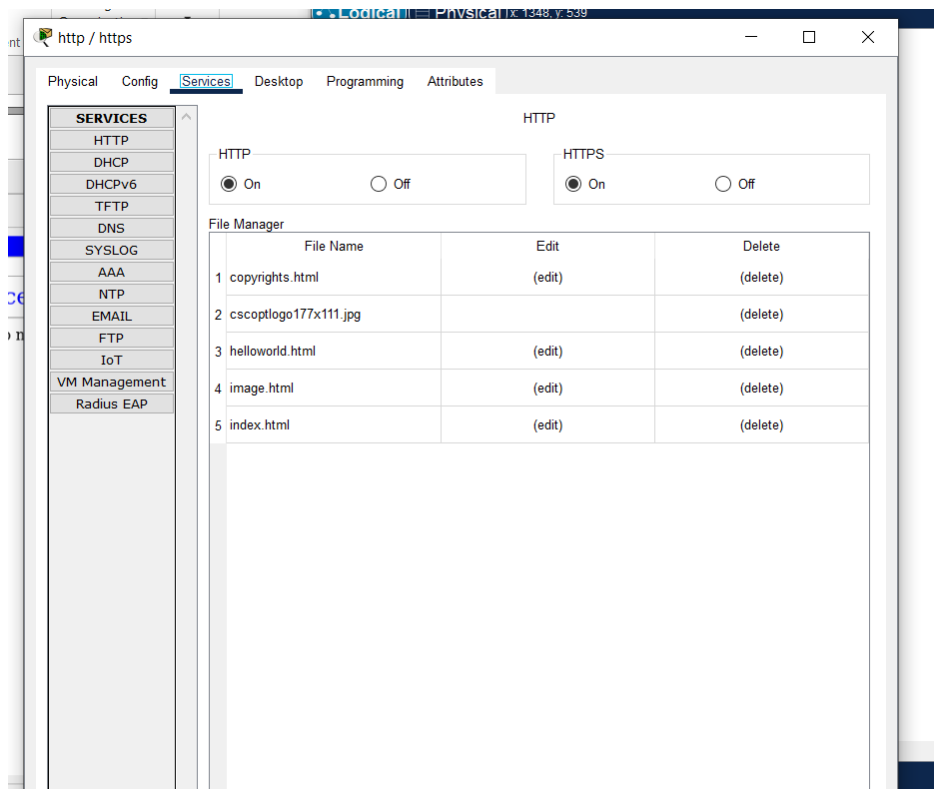 Logical Physical x: 1348, y: 539
http / https
Physical Config Services Desktop Programming Attributes
SERVICES
HTTP
DHCP
DHCPv6
TFTP
DNS
SYSLOG
AAA
NTP
EMAIL
FTP
IoT
VM Management
Radius EAP
HTTP
HTTP
On Off
HTTPS
On Off
File Manager
File Name Edit Delete
1 copyrights.html (edit) (delete)
2 cscoptlogo177x111.jpg (delete)
3 helloworld.html (edit) (delete)
4 image.html (edit) (delete)
5 index.html (edit) (delete)